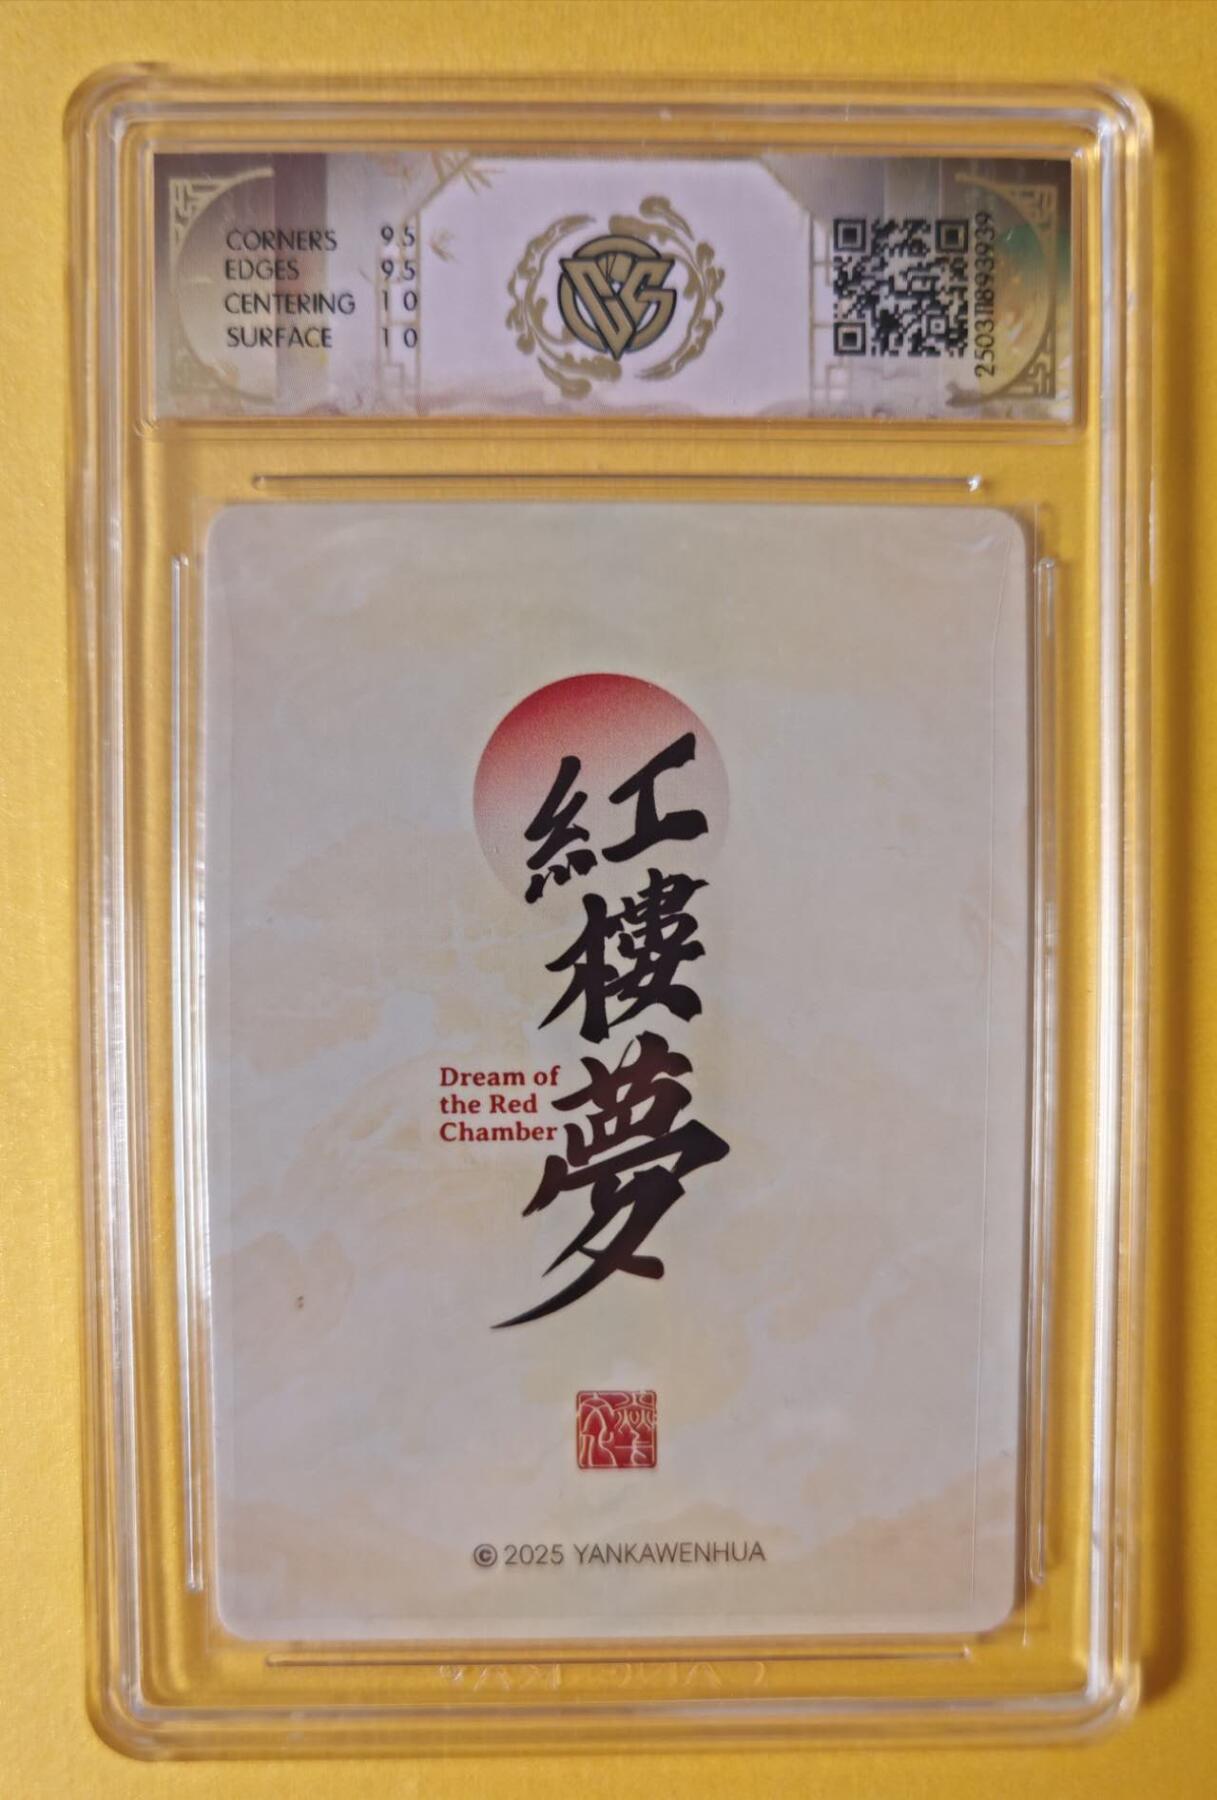 CORNERS 9.5
EDGES 9.5
CENTERING 10
SURFACE 10
2503118939939
紅樓夢
Dream of
the Red
Chamber
© 2025 YANKAWENHUA